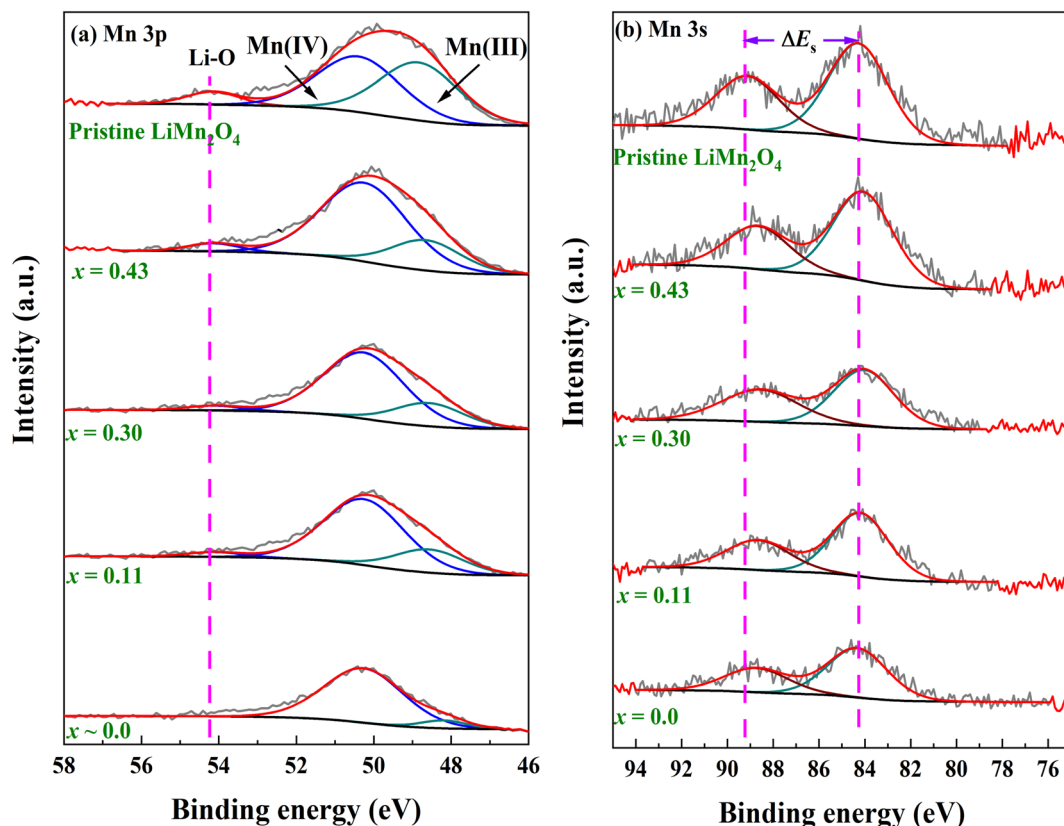 (a) Mn 3p
Li-O
Mn(IV)
Mn(III)
Pristine LiMn₂O₄
x = 0.43
x = 0.30
x = 0.11
x ~ 0.0
Intensity (a.u.)
58 56 54 52 50 48 46
Binding energy (eV)
(b) Mn 3s
ΔEₛ
Pristine LiMn₂O₄
x = 0.43
x = 0.30
x = 0.11
x = 0.0
Intensity (a.u.)
94 92 90 88 86 84 82 80 78 76
Binding energy (eV)